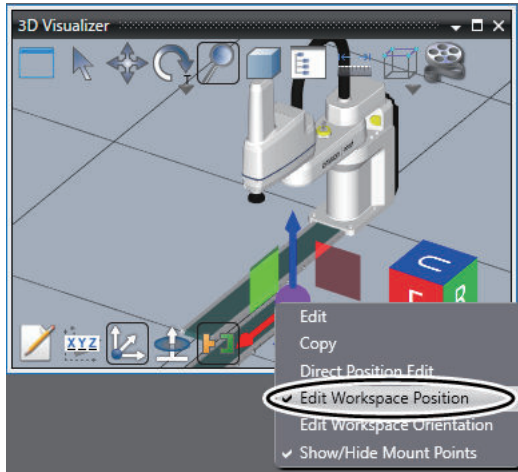 3D Visualizer
XYZ
Edit
Copy
Direct Position Edit...
Edit Workspace Position
Edit Workspace Orientation
Show/Hide Mount Points